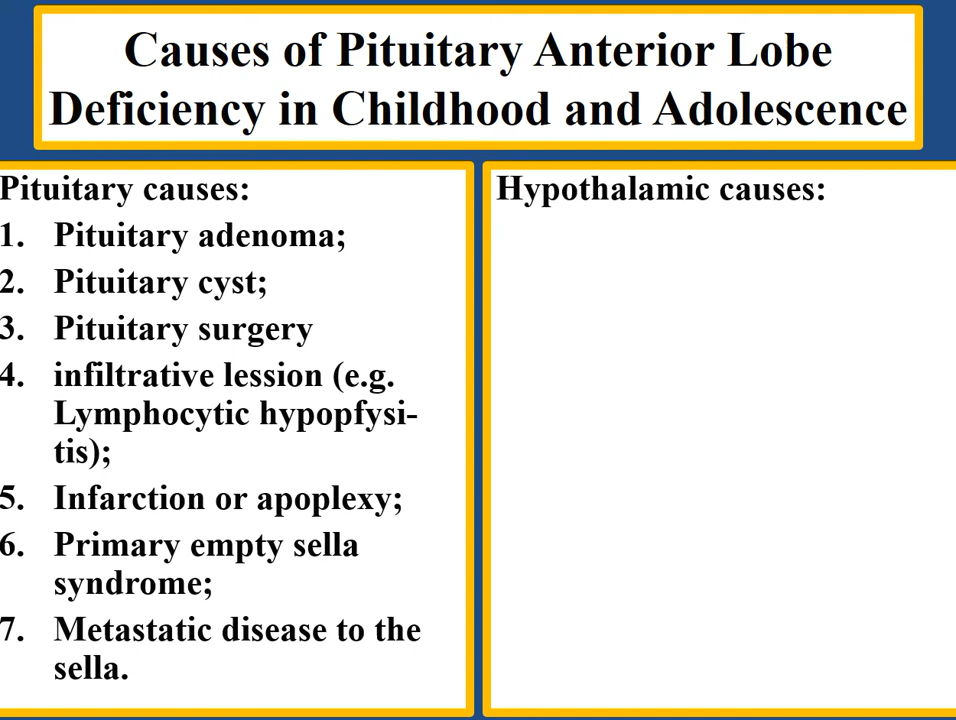 Causes of Pituitary Anterior Lobe
Deficiency in Childhood and Adolescence
Pituitary causes:
1. Pituitary adenoma;
2. Pituitary cyst;
3. Pituitary surgery
4. infiltrative lession (e.g.
Lymphocytic hypopfysi-
tis);
5. Infarction or apoplexy;
6. Primary empty sella
syndrome;
7. Metastatic disease to the
sella.
Hypothalamic causes: